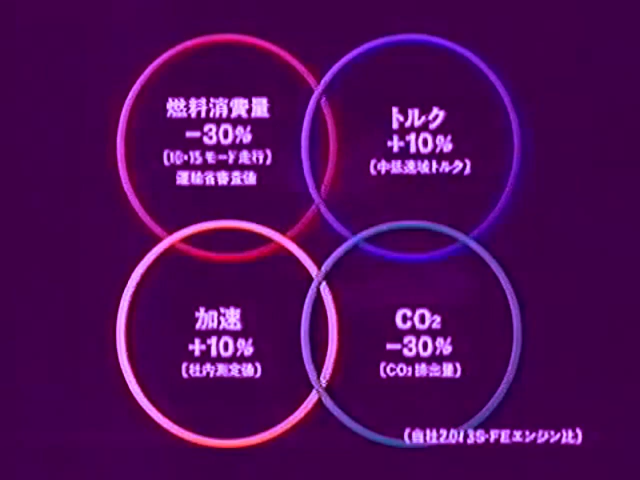 燃料消費量
−30%
(10・15モード走行)
運輸省審査値
トルク
+10%
(中低速域トルク)
加速
+10%
(社内測定値)
CO₂
−30%
(CO₂排出量)
(自社2.0ℓ 3S-FEエンジン比)